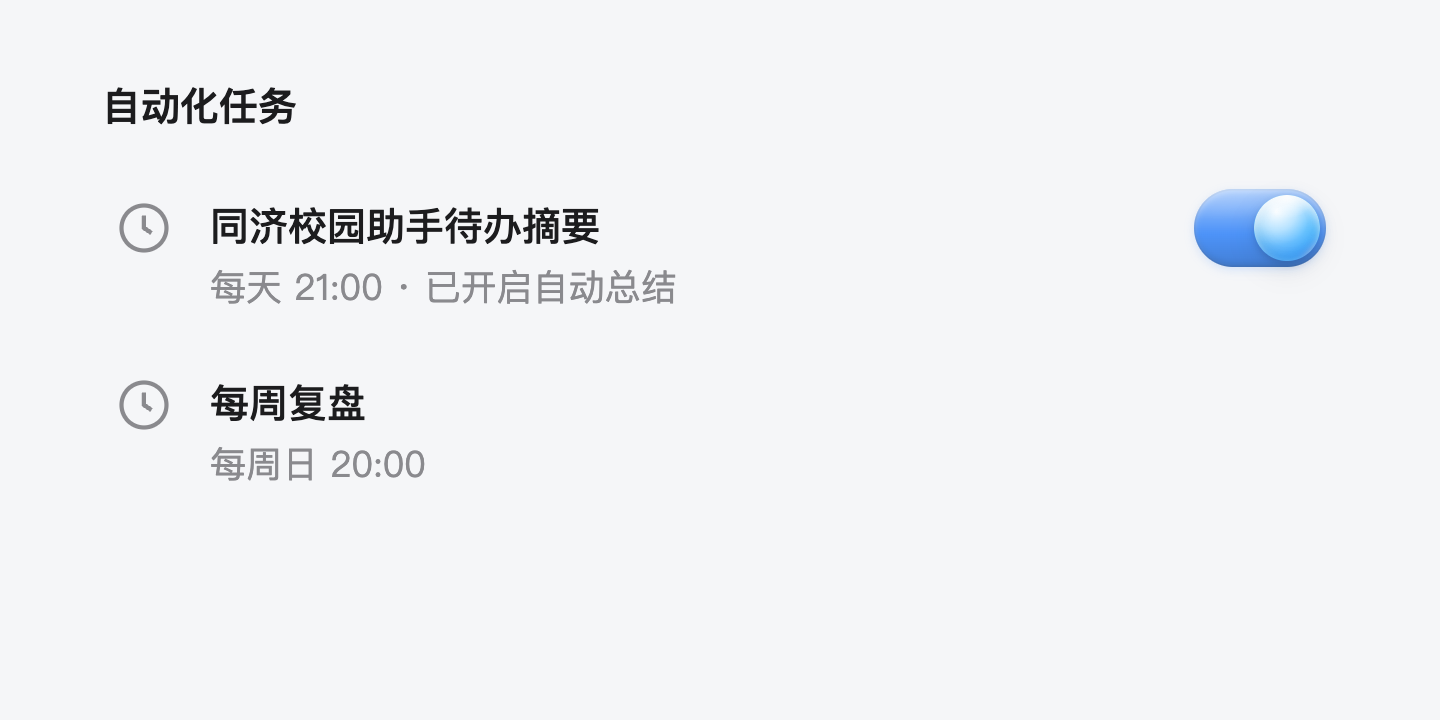 自动化任务
同济校园助手待办摘要
每天 21:00 · 已开启自动总结
每周复盘
每周日 20:00